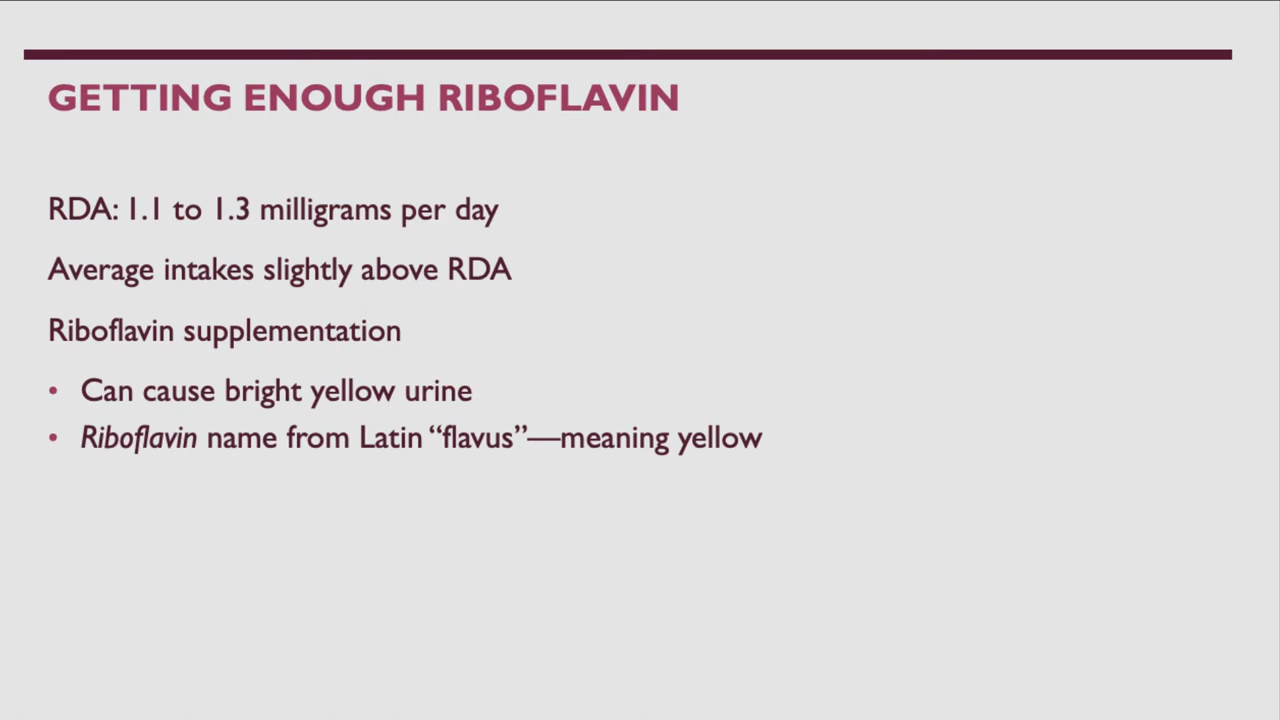 GETTING ENOUGH RIBOFLAVIN
RDA: 1.1 to 1.3 milligrams per day
Average intakes slightly above RDA
Riboflavin supplementation
• Can cause bright yellow urine
• Riboflavin name from Latin “flavus”—meaning yellow